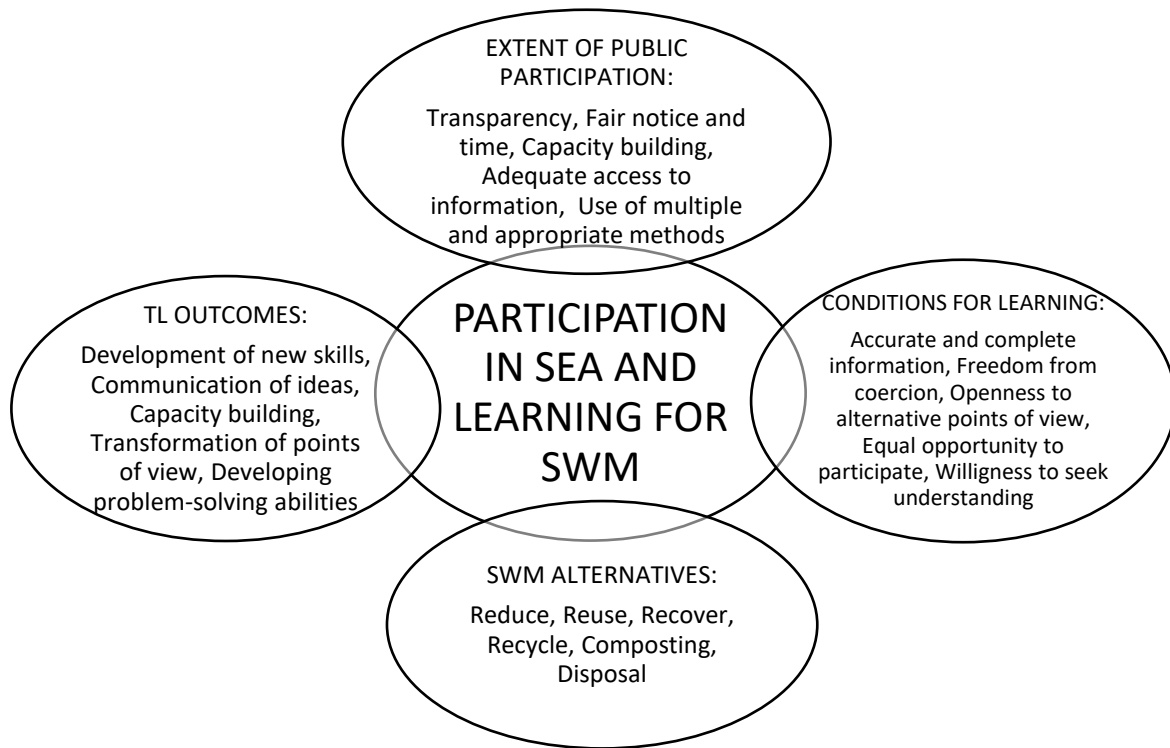 EXTENT OF PUBLIC
PARTICIPATION:
Transparency, Fair notice and
time, Capacity building,
Adequate access to
information, Use of multiple
and appropriate methods
TL OUTCOMES:
Development of new skills,
Communication of ideas,
Capacity building,
Transformation of points
of view, Developing
problem-solving abilities
PARTICIPATION
IN SEA AND
LEARNING FOR
SWM
CONDITIONS FOR LEARNING:
Accurate and complete
information, Freedom from
coercion, Openness to
alternative points of view,
Equal opportunity to
participate, Willigness to seek
understanding
SWM ALTERNATIVES:
Reduce, Reuse, Recover,
Recycle, Composting,
Disposal